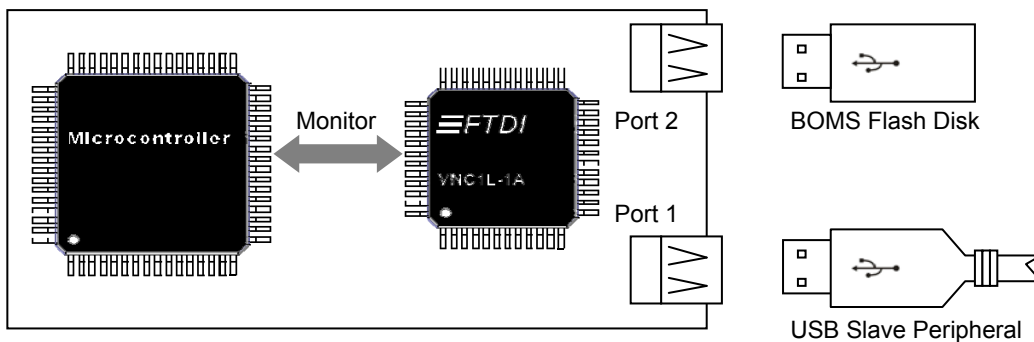 Microcontroller
Monitor
FTDI
VNC1L-1A
Port 2
Port 1
BOMS Flash Disk
USB Slave Peripheral